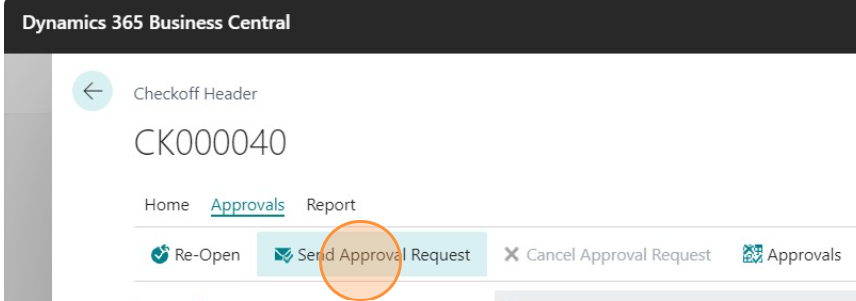 Dynamics 365 Business Central
Checkoff Header
CK000040
Home Approvals Report
Re-Open Send Approval Request Cancel Approval Request Approvals